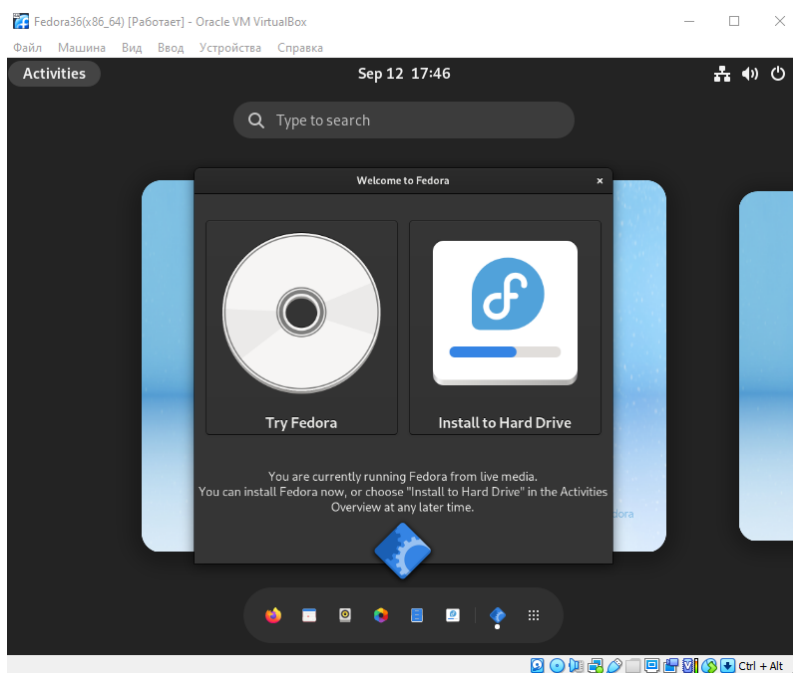 Fedora36(x86_64) [Работает] - Oracle VM VirtualBox
Файл Машина Вид Ввод Устройства Справка
Activities Sep 12 17:46
Type to search
Welcome to Fedora
Try Fedora Install to Hard Drive
You are currently running Fedora from live media.
You can install Fedora now, or choose "Install to Hard Drive" in the Activities
Overview at any later time.
dora
Ctrl + Alt